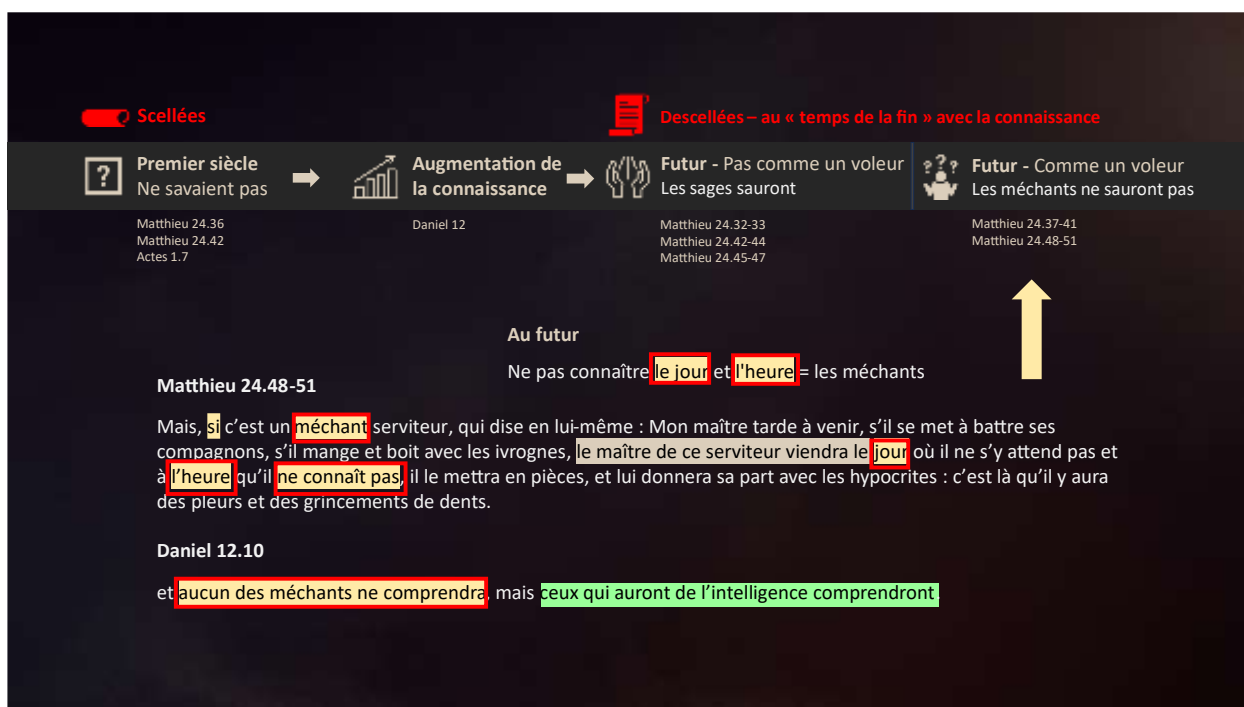 Scellées
Descellées – au « temps de la fin » avec la connaissance
?
Premier siècle
Ne savaient pas
Augmentation de
la connaissance
Futur - Pas comme un voleur
Les sages sauront
???
Futur - Comme un voleur
Les méchants ne sauront pas
Matthieu 24.36
Matthieu 24.42
Actes 1.7
Daniel 12
Matthieu 24.32-33
Matthieu 24.42-44
Matthieu 24.45-47
Matthieu 24.37-41
Matthieu 24.48-51
Au futur
Ne pas connaître le jour et l'heure = les méchants
Matthieu 24.48-51
Mais, si c’est un méchant serviteur, qui dise en lui-même : Mon maître tarde à venir, s’il se met à battre ses
compagnons, s’il mange et boit avec les ivrognes, le maître de ce serviteur viendra le jour où il ne s’y attend pas et
à l’heure qu’il ne connaît pas, il le mettra en pièces, et lui donnera sa part avec les hypocrites : c’est là qu’il y aura
des pleurs et des grincements de dents.
Daniel 12.10
et aucun des méchants ne comprendra, mais ceux qui auront de l’intelligence comprendront.